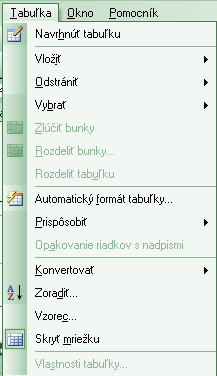 Tabuľka Okno Pomocník
Navrhnúť tabuľku
Vložiť
Odstrániť
Vybrať
Zlúčiť bunky
Rozdeliť bunky...
Rozdeliť tabuľku
Automatický formát tabuľky...
Prispôsobiť
Opakovanie riadkov s nadpismi
Konvertovať
Zoradiť...
Vzorec...
Skryť mriežku
Vlastnosti tabuľky...